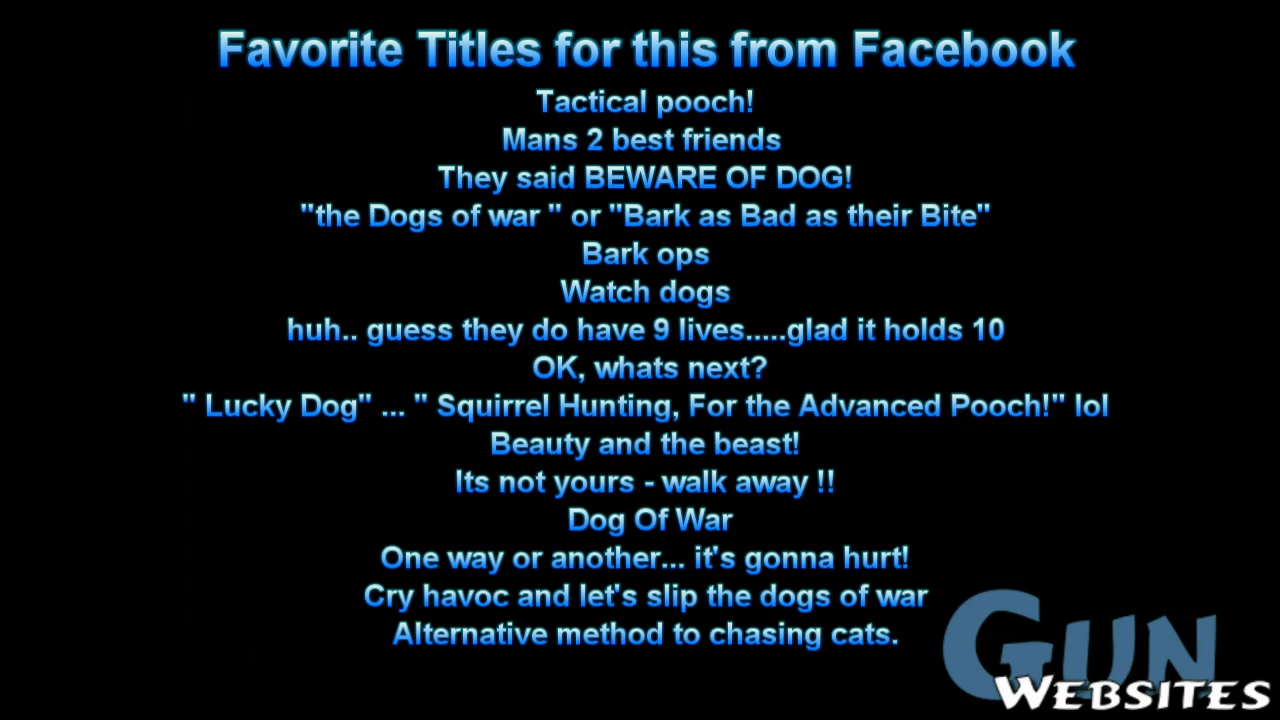 Favorite Titles for this from Facebook
Tactical pooch!
Mans 2 best friends
They said BEWARE OF DOG!
"the Dogs of war " or "Bark as Bad as their Bite"
Bark ops
Watch dogs
huh.. guess they do have 9 lives.....glad it holds 10
OK, whats next?
" Lucky Dog" ... " Squirrel Hunting, For the Advanced Pooch!" lol
Beauty and the beast!
Its not yours - walk away !!
Dog Of War
One way or another... it's gonna hurt!
Cry havoc and let's slip the dogs of war
Alternative method to chasing cats.
GUN
WEBSITES